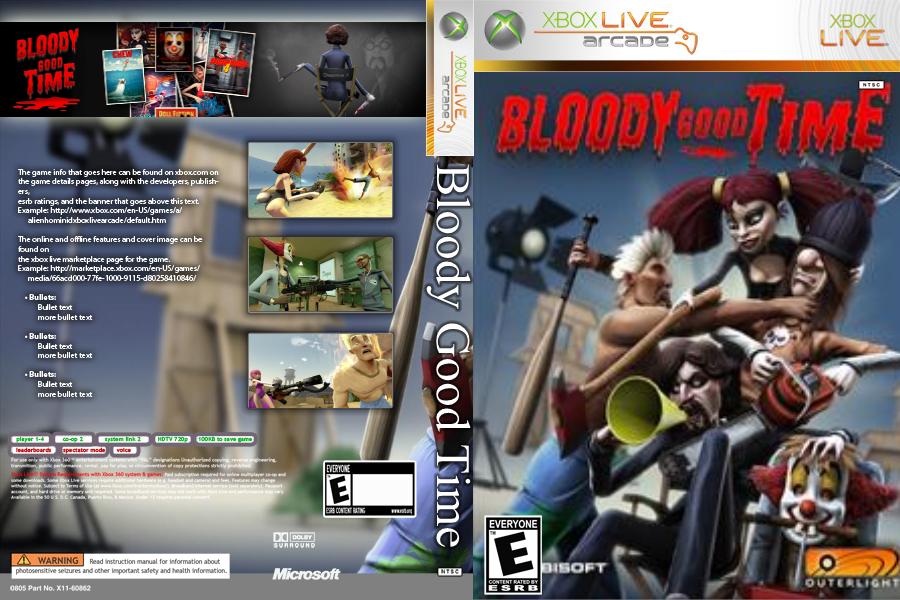 BLOODY
GOOD
TIME
XBOX LIVE
arcade
Bloody Good Time
NTSC
The game info that goes here can be found on xbox.com on
the game details pages, along with the developers, publish-
ers,
esrb ratings, and the banner that goes above this text.
Example: http://www.xbox.com/en-US/games/a/
alienhominidxboxlivearcade/default.htm
The online and offline features and cover image can be
found on
the xbox live marketplace page for the game.
Example: http://marketplace.xbox.com/en-US/games/
media/66acd000-77fe-1000-9115-d80258410846/
• Bullets:
Bullet text
more bullet text
• Bullets:
Bullet text
more bullet text
• Bullets:
Bullet text
more bullet text
player 1-4 co-op 2 system link 2 HDTV 720p 100KB to save game
leaderboards spectator mode voice
EVERYONE
E
ESRB CONTENT RATING www.esrb.org
DOLBY
SURROUND
WARNING Read instruction manual for information about
photosensitive seizures and other important safety and health information.
Microsoft
0805 Part No. X11-60862
XBOX LIVE
arcade
XBOX
LIVE
NTSC
BLOODY GOOD TIME
EVERYONE
E
CONTENT RATED BY
ESRB
UBISOFT
OUTERLIGHT